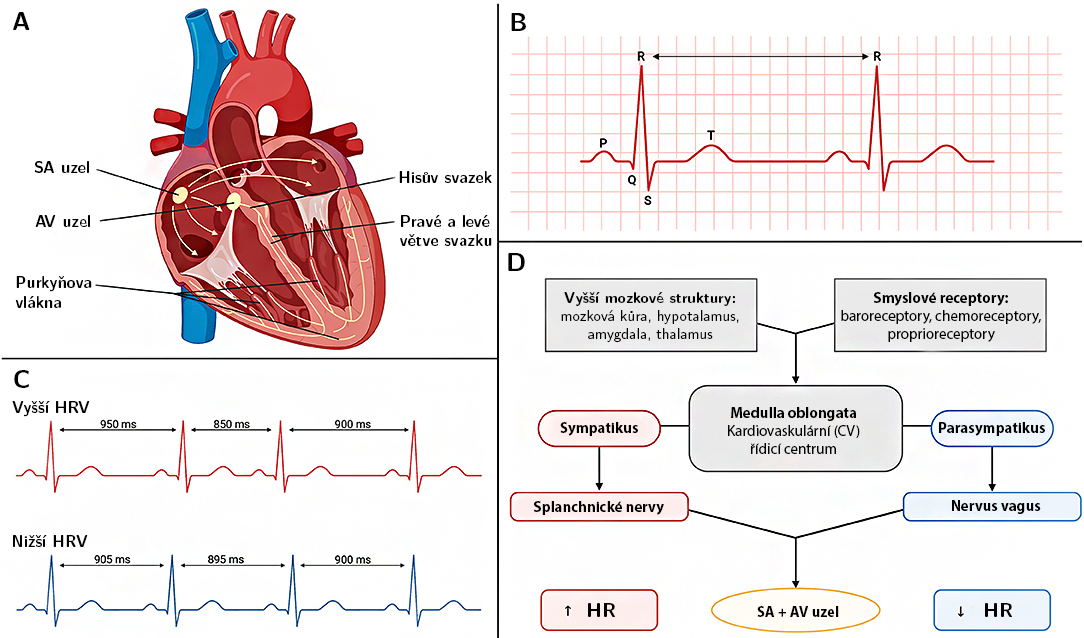 A
SA uzel
AV uzel
Purkyňova
vlákna
Hisův svazek
Pravé a levé
větve svazku
B
R
R
P
T
Q
S
C
Vyšší HRV
950 ms
850 ms
900 ms
Nižší HRV
905 ms
895 ms
900 ms
D
Vyšší mozkové struktury:
mozková kůra, hypotalamus,
amygdala, thalamus
Smyslové receptory:
baroreceptory, chemoreceptory,
proprioreceptory
Medulla oblongata
Kardiovaskulární (CV)
řídicí centrum
Sympatikus
Parasympatikus
Splanchnické nervy
Nervus vagus
↑ HR
SA + AV uzel
↓ HR